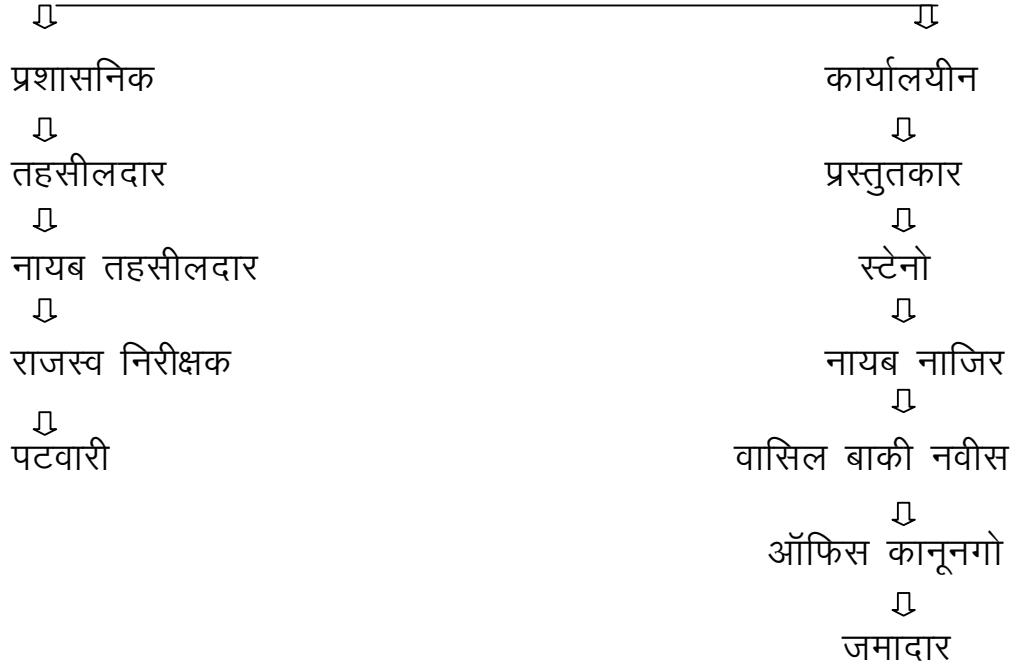 प्रशासनिक कार्यालयीन
तहसीलदार प्रस्तुतकार
नायब तहसीलदार स्टेनो
राजस्व निरीक्षक नायब नाजिर
पटवारी वासिल बाकी नवीस
ऑफिस कानूनगो
जमादार